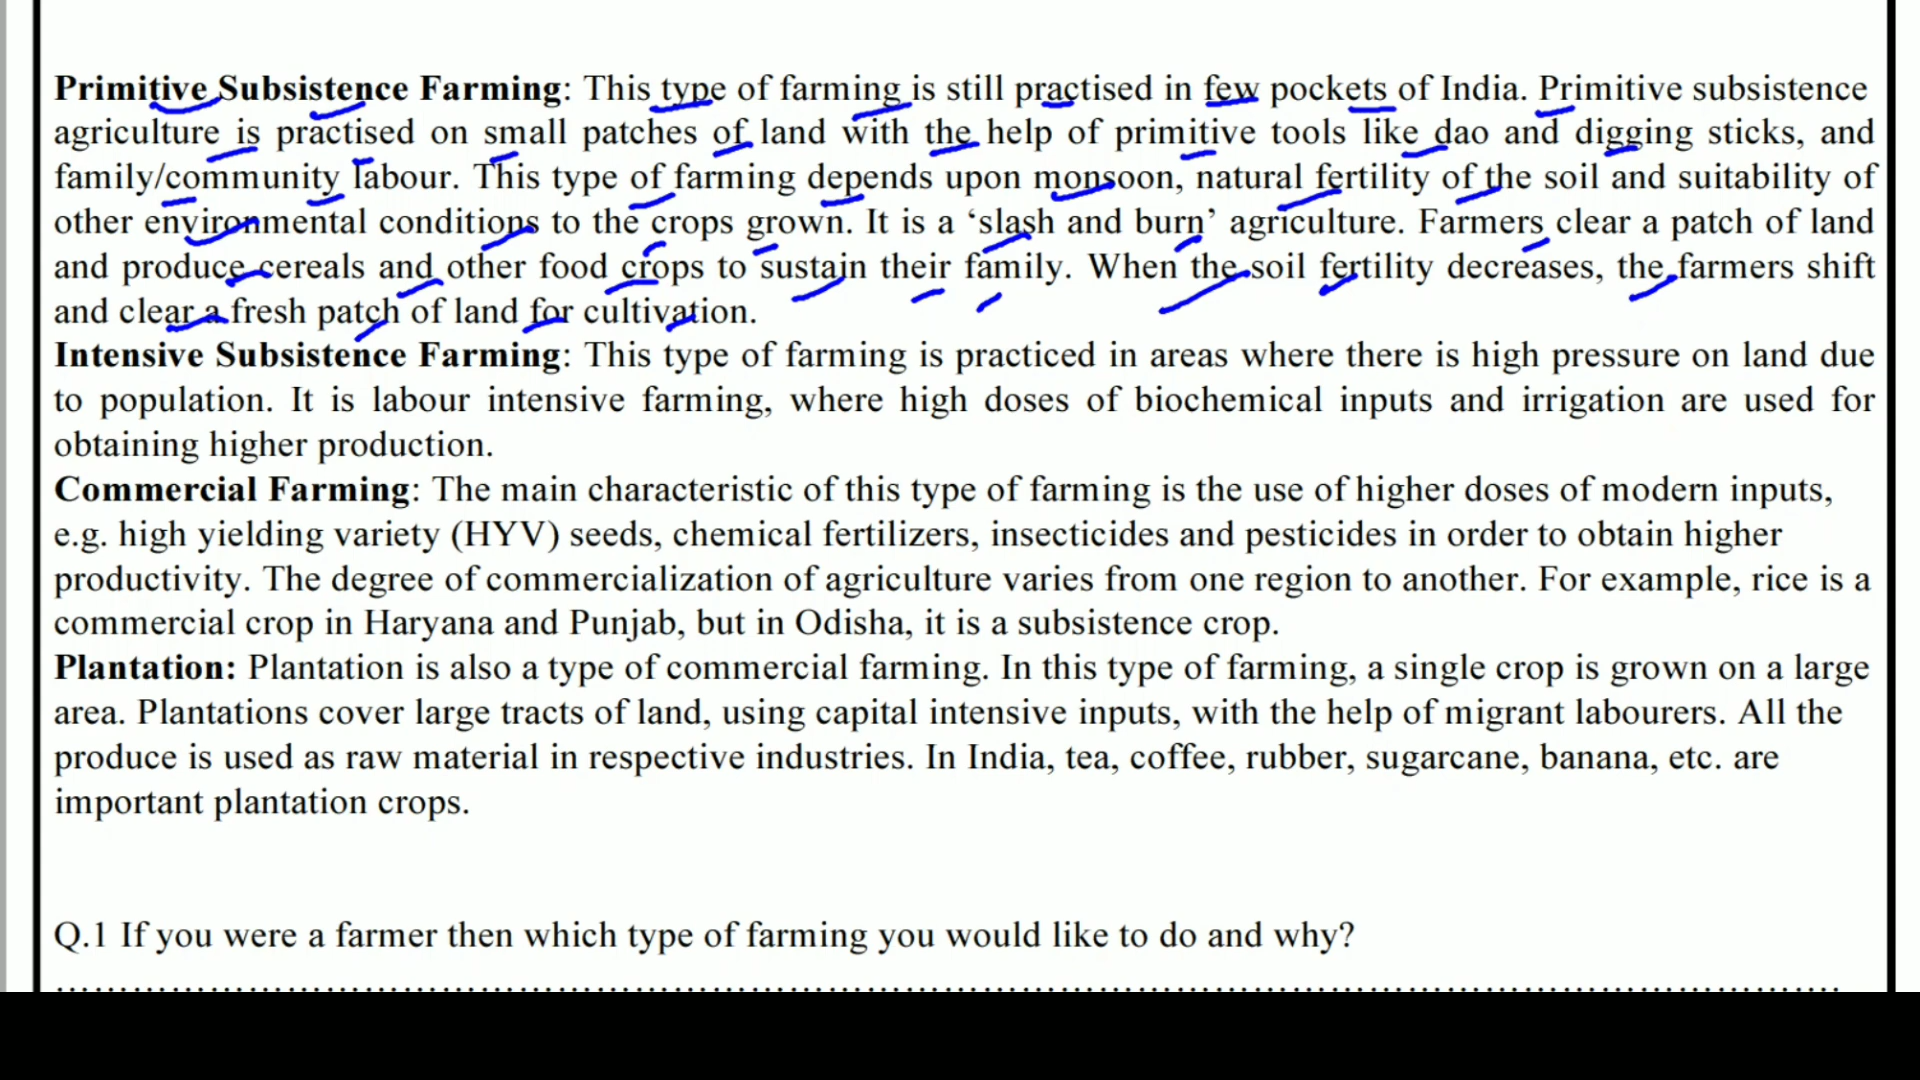 Primitive Subsistence Farming: This type of farming is still practised in few pockets of India. Primitive subsistence
agriculture is practised on small patches of land with the help of primitive tools like dao and digging sticks, and
family/community labour. This type of farming depends upon monsoon, natural fertility of the soil and suitability of
other environmental conditions to the crops grown. It is a ‘slash and burn’ agriculture. Farmers clear a patch of land
and produce cereals and other food crops to sustain their family. When the soil fertility decreases, the farmers shift
and clear a fresh patch of land for cultivation.
Intensive Subsistence Farming: This type of farming is practiced in areas where there is high pressure on land due
to population. It is labour intensive farming, where high doses of biochemical inputs and irrigation are used for
obtaining higher production.
Commercial Farming: The main characteristic of this type of farming is the use of higher doses of modern inputs,
e.g. high yielding variety (HYV) seeds, chemical fertilizers, insecticides and pesticides in order to obtain higher
productivity. The degree of commercialization of agriculture varies from one region to another. For example, rice is a
commercial crop in Haryana and Punjab, but in Odisha, it is a subsistence crop.
Plantation: Plantation is also a type of commercial farming. In this type of farming, a single crop is grown on a large
area. Plantations cover large tracts of land, using capital intensive inputs, with the help of migrant labourers. All the
produce is used as raw material in respective industries. In India, tea, coffee, rubber, sugarcane, banana, etc. are
important plantation crops.
Q.1 If you were a farmer then which type of farming you would like to do and why?